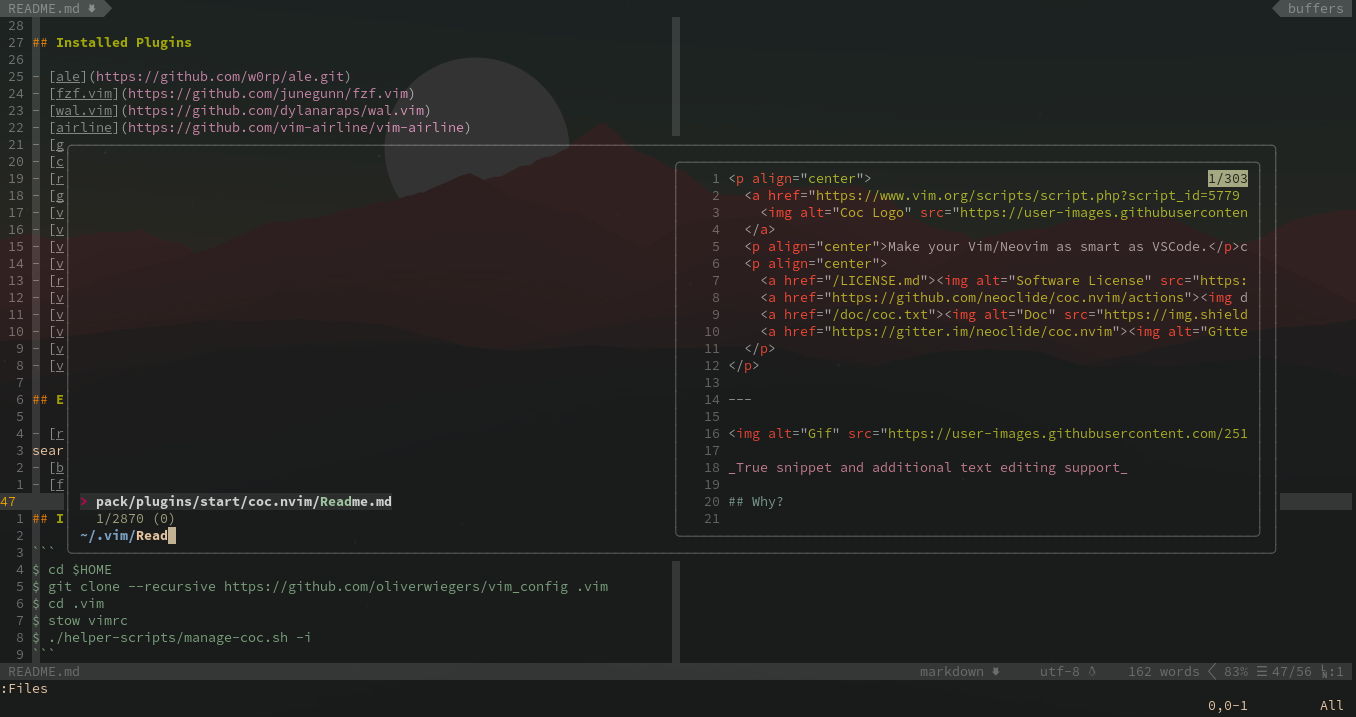 README.md buffers
28
27 ## Installed Plugins
26
25 - [ale](https://github.com/w0rp/ale.git)
24 - [fzf.vim](https://github.com/junegunn/fzf.vim)
23 - [wal.vim](https://github.com/dylanaraps/wal.vim)
22 - [airline](https://github.com/vim-airline/vim-airline)
21 - [g
20 - [c
19 - [r
18 - [g
17 - [v
16 - [v
15 - [v
14 - [v
13 - [r
12 - [v
11 - [v
10 - [v
9 - [v
8 - [v
7
6 ## E
5
4 - [r
3 sear
2 - [b
1 - [f
47
1 ## I
2
3 ```
> pack/plugins/start/coc.nvim/Readme.md
1/2870 (0)
~/.vim/Read
1 <p align="center"> 1/303
2 <a href="https://www.vim.org/scripts/script.php?script_id=5779
3 <img alt="Coc Logo" src="https://user-images.githubuserconten
4 </a>
5 <p align="center">Make your Vim/Neovim as smart as VSCode.</p>c
6 <p align="center">
7 <a href="/LICENSE.md"><img alt="Software License" src="https:
8 <a href="https://github.com/neoclide/coc.nvim/actions"><img d
9 <a href="/doc/coc.txt"><img alt="Doc" src="https://img.shield
10 <a href="https://gitter.im/neoclide/coc.nvim"><img alt="Gitte
11 </p>
12 </p>
13
14 ---
15
16 <img alt="Gif" src="https://user-images.githubusercontent.com/251
17
18 _True snippet and additional text editing support_
19
20 ## Why?
21
4 $ cd $HOME
5 $ git clone --recursive https://github.com/oliverwiegers/vim_config .vim
6 $ cd .vim
7 $ stow vimrc
8 $ ./helper-scripts/manage-coc.sh -i
9 ```
README.md markdown utf-8 162 words 83% ☰ 47/56 :1
:Files
0,0-1 All